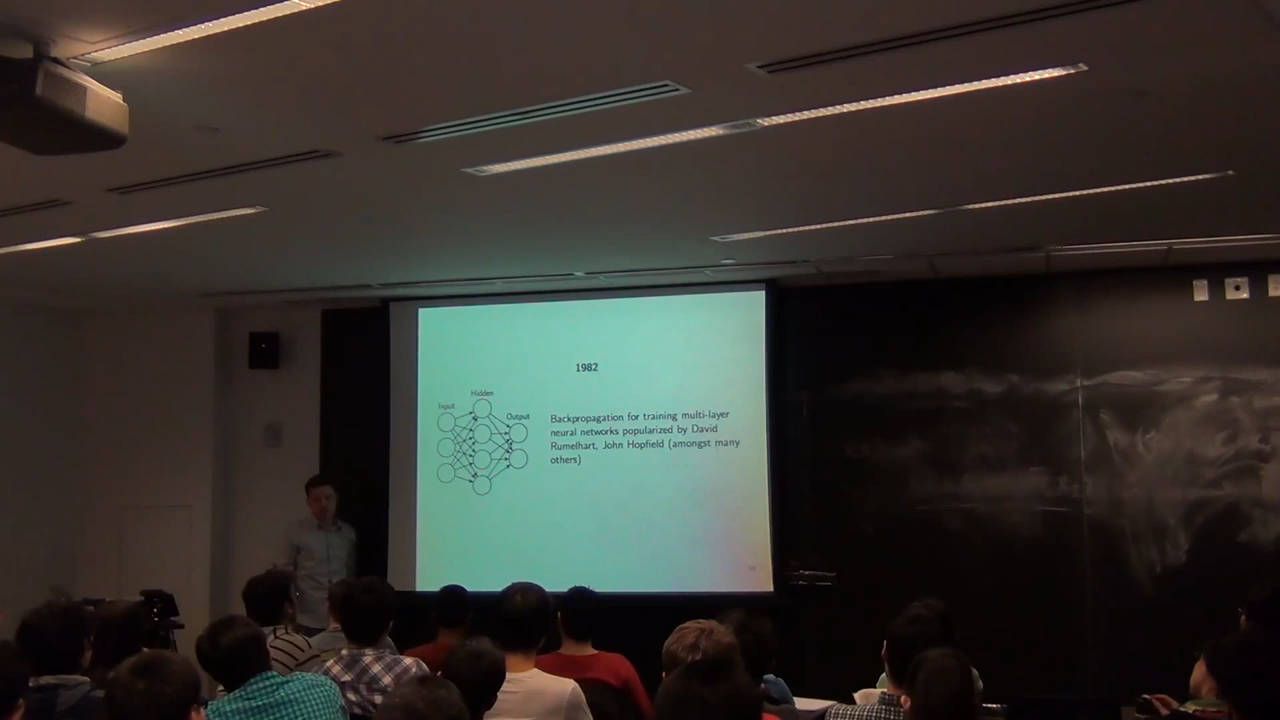 1982
Hidden
Input
Output
Backpropagation for training multi-layer
neural networks popularized by David
Rumelhart, John Hopfield (amongst many
others)